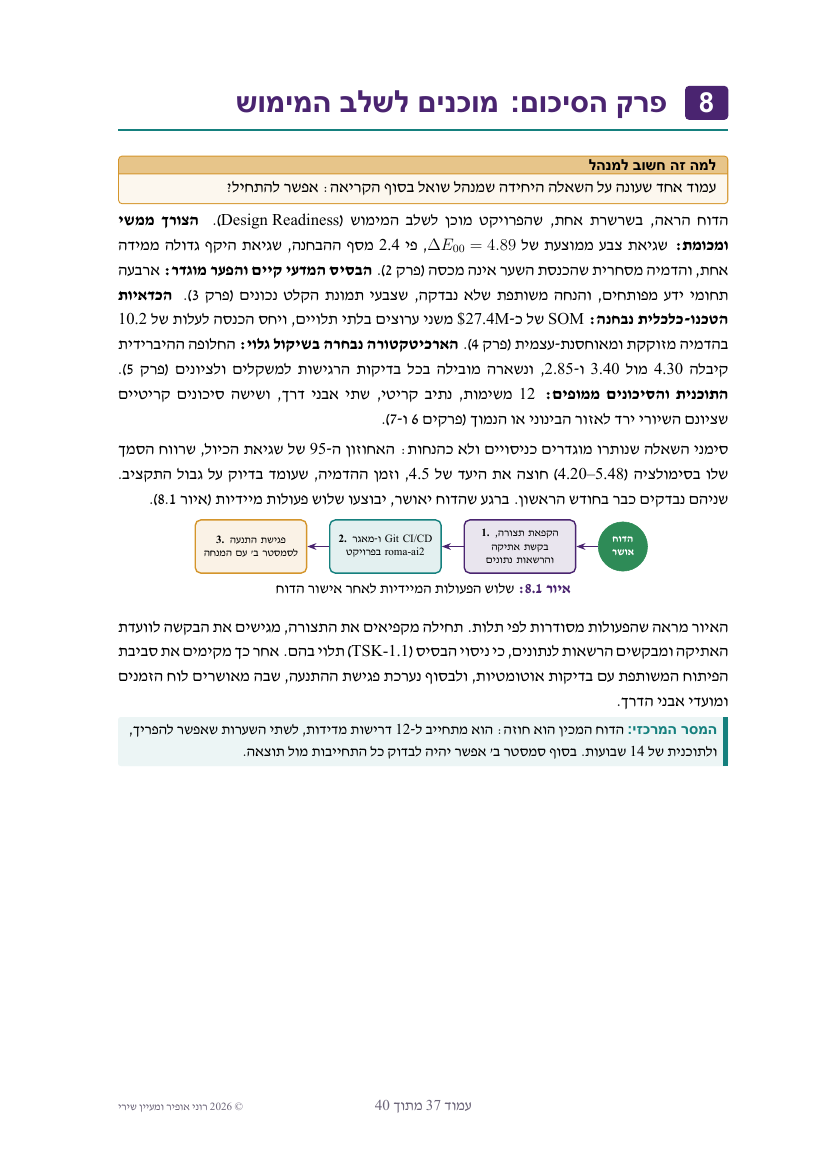 8 פרק הסיכום: מוכנים לשלב המימוש
למה זה חשוב למנהל
עמוד אחד שעונה על השאלה היחידה שמנהל שואל בסוף הקריאה: אפשר להתחיל?
הדוח הראה, בשרשרת אחת, שהפרויקט מוכן לשלב המימוש (Design Readiness). הצורך ממשי
ומכומת: שגיאת צבע ממוצעת של ΔE₀₀ = 4.89, פי 2.4 מסף ההבחנה, שגיאת היקף גדולה ממידה
אחת, והדמיה מסחרית שהכנסת השער אינה מכסה (פרק 2). הבסיס המדעי קיים והפער מוגדר: ארבעה
תחומי ידע מפותחים, והנחה משותפת שלא נבדקה, שצבעי תמונת הקלט נכונים (פרק 3). הכדאיות
הטכנו-כלכלית נבחנה: SOM של כ-$27.4M משני ערוצים בלתי תלויים, ויחס הכנסה לעלות של 10.2
בהדמיה מזוקקת ומאוחסנת-עצמית (פרק 4). הארכיטקטורה נבחרה בשיקול גלוי: החלופה ההיברידית
קיבלה 4.30 מול 3.40 ו-2.85, ונשארה מובילה בכל בדיקות הרגישות למשקלים ולציונים (פרק 5).
התוכנית והסיכונים ממופים: 12 משימות, נתיב קריטי, שתי אבני דרך, ושישה סיכונים קריטיים
שציונם השיורי ירד לאזור הבינוני או הנמוך (פרקים 6 ו-7).
סימני השאלה שנותרו מוגדרים כניסויים ולא כהנחות: האחוזון ה-95 של שגיאת הכיול, שרווח הסמך
שלו בסימולציה (4.20–5.48) חוצה את היעד של 4.5, וזמן ההדמיה, שעומד בדיוק על גבול התקציב.
שניהם נבדקים כבר בחודש הראשון. ברגע שהדוח יאושר, יבוצעו שלוש פעולות מיידיות (איור 8.1).
הדוח
אושר
1. הקפאת תצורה,
בקשת אתיקה
והרשאות נתונים
2. Git CI/CD ו-מאגר
roma-ai2 בפרויקט
3. פגישת התנעה
לסמסטר ב׳ עם המנחה
איור 8.1: שלוש הפעולות המיידיות לאחר אישור הדוח
האיור מראה שהפעולות מסודרות לפי תלות. תחילה מקפיאים את התצורה, מגישים את הבקשה לוועדת
האתיקה ומבקשים הרשאות לנתונים, כי ניסוי הבסיס (TSK-1.1) תלוי בהם. אחר כך מקימים את סביבת
הפיתוח המשותפת עם בדיקות אוטומטיות, ולבסוף נערכת פגישת ההתנעה, שבה מאושרים לוח הזמנים
ומועדי אבני הדרך.
המסר המרכזי: הדוח המכין הוא חוזה: הוא מתחייב ל-12 דרישות מדידות, לשתי השערות שאפשר להפריך,
ולתוכנית של 14 שבועות. בסוף סמסטר ב׳ אפשר יהיה לבדוק כל התחייבות מול תוצאה.
עמוד 37 מתוך 40
© 2026 רוני אופיר ומעיין שירי